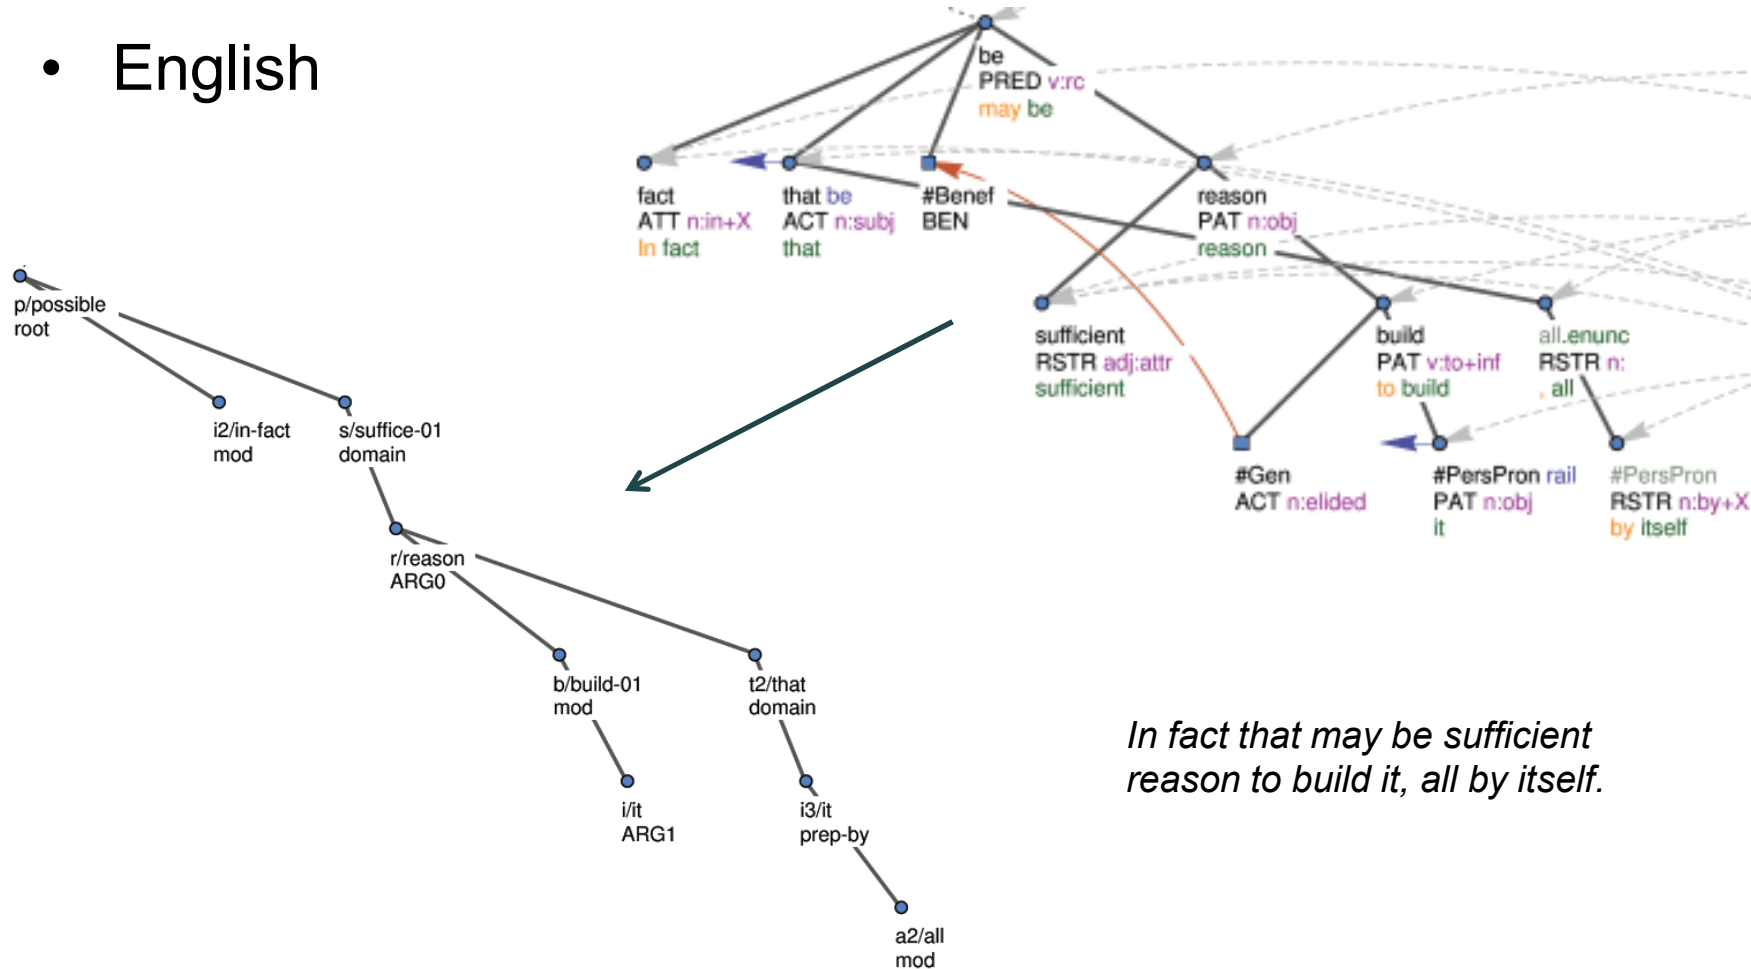 • English
be
PRED v:rc
may be
fact
ATT n:in+X
In fact
that be
ACT n:subj
that
#Benef
BEN
reason
PAT n:obj
reason
sufficient
RSTR adj:attr
sufficient
build
PAT v:to+inf
to build
all.enunc
RSTR n:
, all
#Gen
ACT n:elided
#PersPron rail
PAT n:obj
it
#PersPron
RSTR n:by+X
by itself
p/possible
root
i2/in-fact
mod
s/suffice-01
domain
r/reason
ARG0
b/build-01
mod
t2/that
domain
i/it
ARG1
i3/it
prep-by
a2/all
mod
In fact that may be sufficient
reason to build it, all by itself.